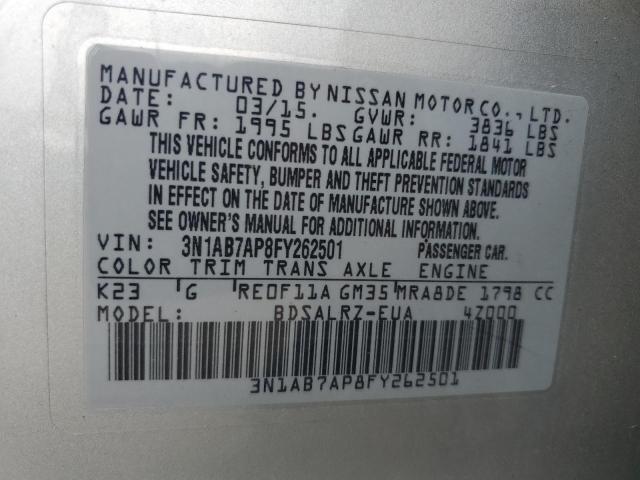 MANUFACTURED BY NISSAN MOTOR CO., LTD.
DATE: 03/15. GVWR: 3836 LBS
GAWR FR: 1995 LBS GAWR RR: 1841 LBS
THIS VEHICLE CONFORMS TO ALL APPLICABLE FEDERAL MOTOR
VEHICLE SAFETY, BUMPER AND THEFT PREVENTION STANDARDS
IN EFFECT ON THE DATE OF MANUFACTURE SHOWN ABOVE.
SEE OWNER'S MANUAL FOR ADDITIONAL INFORMATION.
VIN: 3N1AB7AP8FY262501 PASSENGER CAR.
COLOR TRIM TRANS AXLE ENGINE
K23 G RE0F11A GM35 MRA8DE 1798 CC
MODEL: BDSALRZ-EUA 4Z000
3N1AB7AP8FY262501